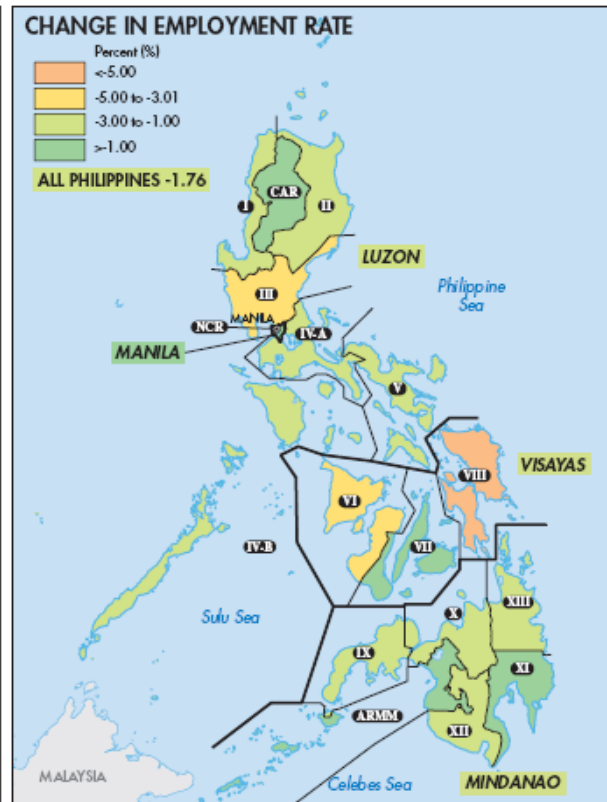 CHANGE IN EMPLOYMENT RATE
Percent (%)
<-5.00
-5.00 to -3.01
-3.00 to -1.00
>-1.00
ALL PHILIPPINES -1.76
CAR
I
II
LUZON
Philippine
Sea
III
MANILA
NCR
IV-A
MANILA
V
VIII
VISAYAS
VI
IV-B
VII
XIII
X
Sulu Sea
IX
XI
ARMM
XII
MALAYSIA
Celebes Sea
MINDANAO